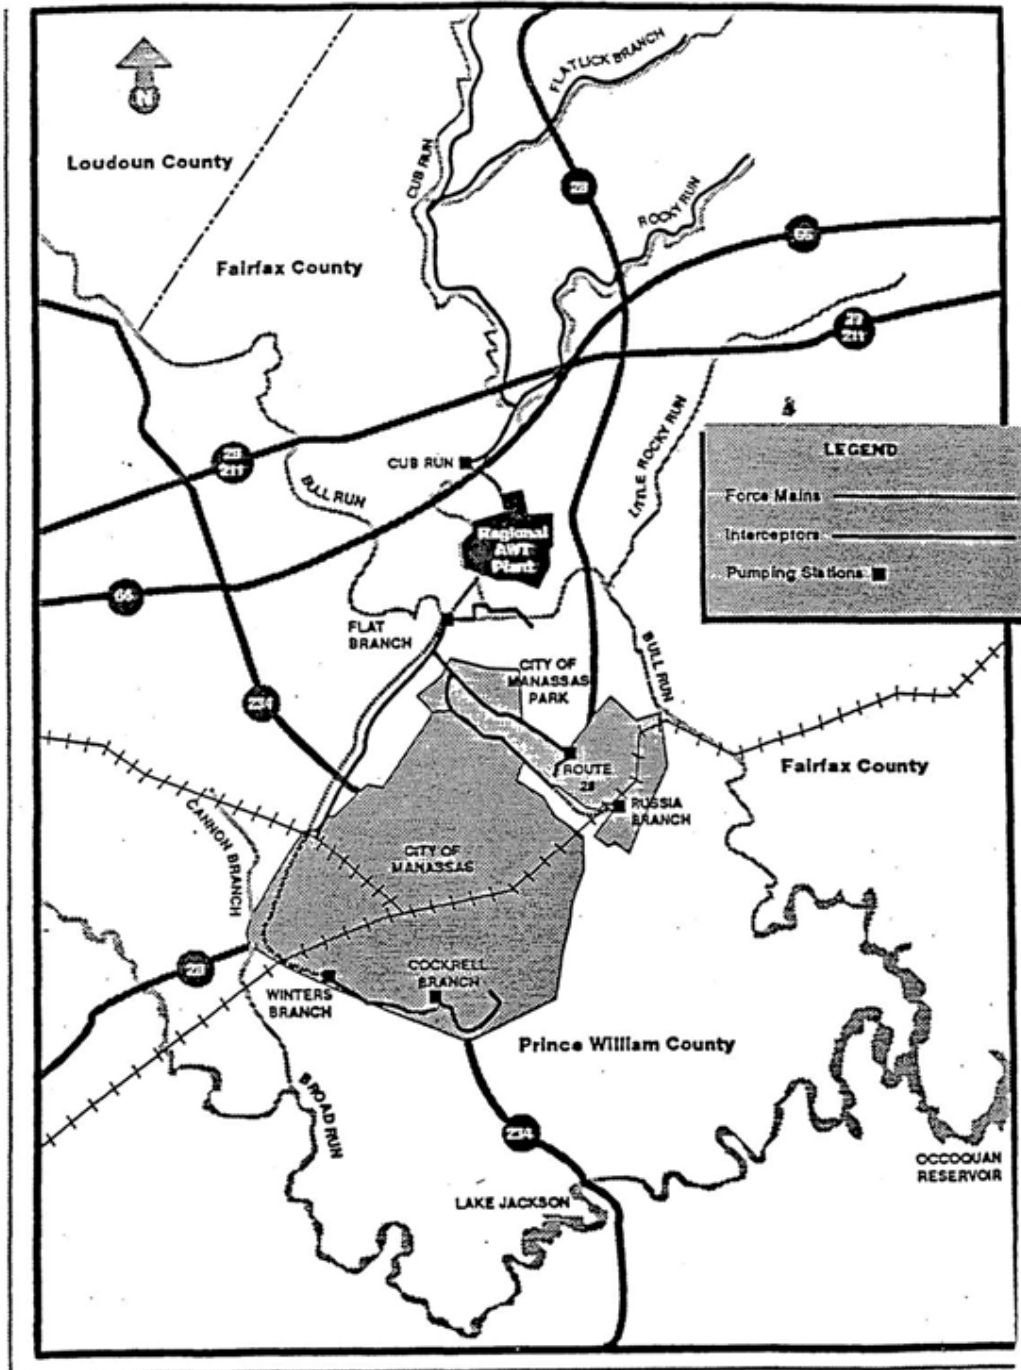 FLATLICK BRANCH
N
Loudoun County
CUB RUN
28
ROCKY RUN
66
Fairfax County
29
211
LITTLE ROCKY RUN
LEGEND
CUB RUN
29
211
BULL RUN
Force Mains
Regional
AWT
Plant
Interceptors
Pumping Stations
66
FLAT
BRANCH
BULL RUN
CITY OF
MANASSAS
PARK
234
Fairfax County
ROUTE
28
RUSSIA
BRANCH
CANNON BRANCH
CITY OF
MANASSAS
28
COCKRELL
BRANCH
WINTERS
BRANCH
Prince William County
BROAD RUN
234
OCCOQUAN
RESERVOIR
LAKE JACKSON